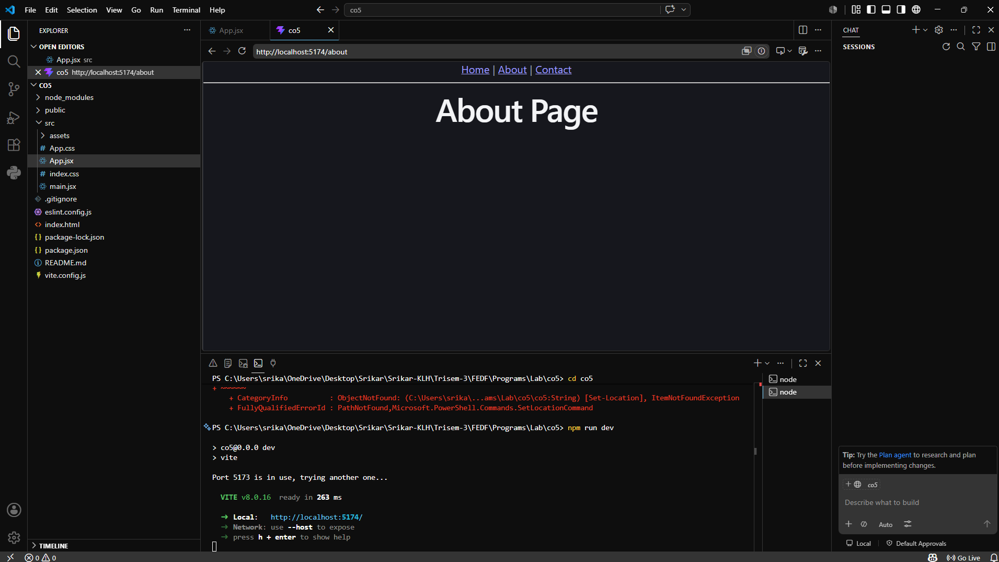 File Edit Selection View Go Run Terminal Help
co5
EXPLORER
OPEN EDITORS
App.jsx src
co5 http://localhost:5174/about
CO5
node_modules
public
src
assets
App.css
App.jsx
index.css
main.jsx
.gitignore
eslint.config.js
index.html
package-lock.json
package.json
README.md
vite.config.js
TIMELINE
App.jsx
co5
http://localhost:5174/about
Home | About | Contact
About Page
PS C:\Users\srika\OneDrive\Desktop\Srikar\Srikar-KLH\Trisem-3\FEDF\Programs\Lab\co5> cd co5
+ ~~~~~~
+ CategoryInfo : ObjectNotFound: (C:\Users\srika\...ams\Lab\co5\co5:String) [Set-Location], ItemNotFoundException
+ FullyQualifiedErrorId : PathNotFound,Microsoft.PowerShell.Commands.SetLocationCommand
PS C:\Users\srika\OneDrive\Desktop\Srikar\Srikar-KLH\Trisem-3\FEDF\Programs\Lab\co5> npm run dev
> co5@0.0.0 dev
> vite
Port 5173 is in use, trying another one...
VITE v8.0.16 ready in 263 ms
➜ Local: http://localhost:5174/
➜ Network: use --host to expose
➜ press h + enter to show help
node
node
CHAT
SESSIONS
Tip: Try the Plan agent to research and plan
before implementing changes.
co5
Describe what to build
Auto
Local
Default Approvals
0 0
Go Live